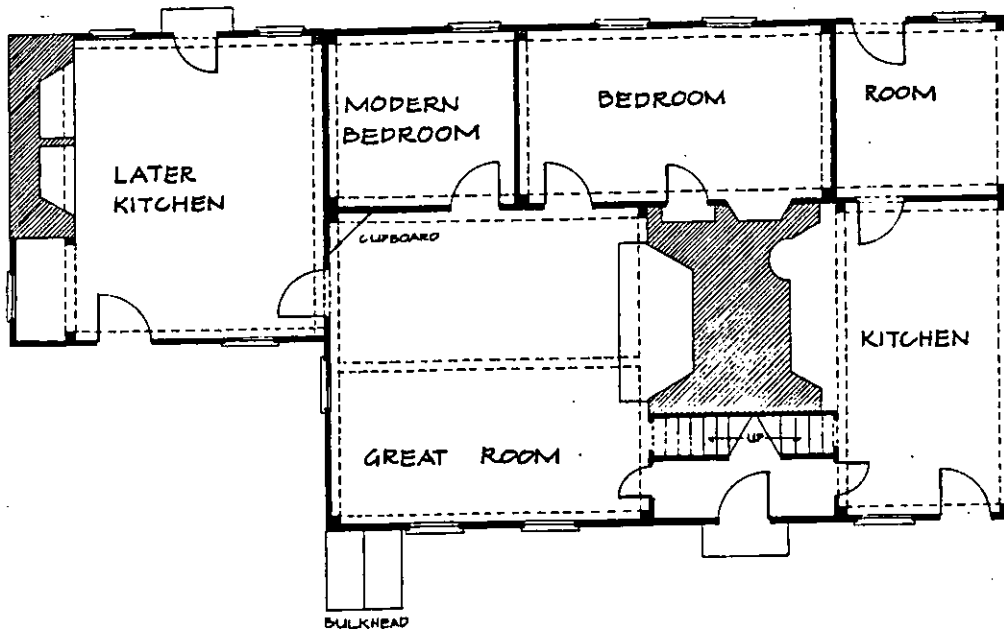 MODERN
BEDROOM
BEDROOM
ROOM
LATER
KITCHEN
CUPBOARD
KITCHEN
UP
GREAT ROOM
BULKHEAD